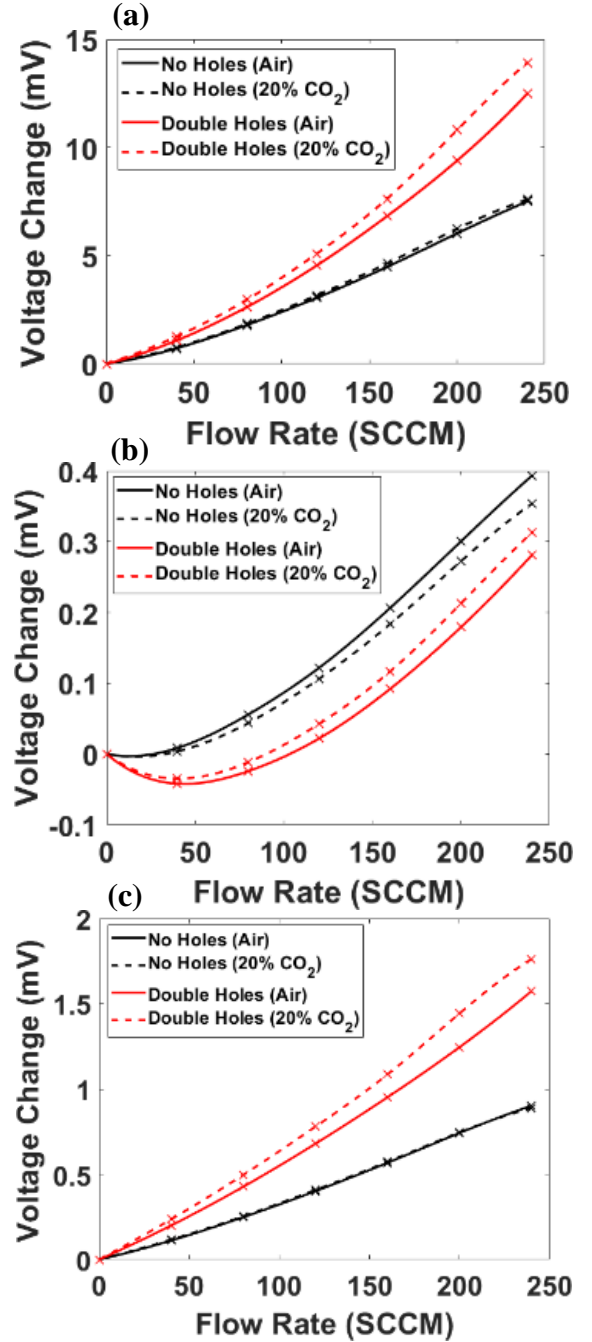 (a)
Voltage Change (mV)
15
10
5
0
No Holes (Air)
No Holes (20% CO2)
Double Holes (Air)
Double Holes (20% CO2)
0 50 100 150 200 250
Flow Rate (SCCM)
(b)
Voltage Change (mV)
0.4
0.3
0.2
0.1
0
-0.1
No Holes (Air)
No Holes (20% CO2)
Double Holes (Air)
Double Holes (20% CO2)
0 50 100 150 200 250
Flow Rate (SCCM)
(c)
Voltage Change (mV)
2
1.5
1
0.5
0
No Holes (Air)
No Holes (20% CO2)
Double Holes (Air)
Double Holes (20% CO2)
0 50 100 150 200 250
Flow Rate (SCCM)